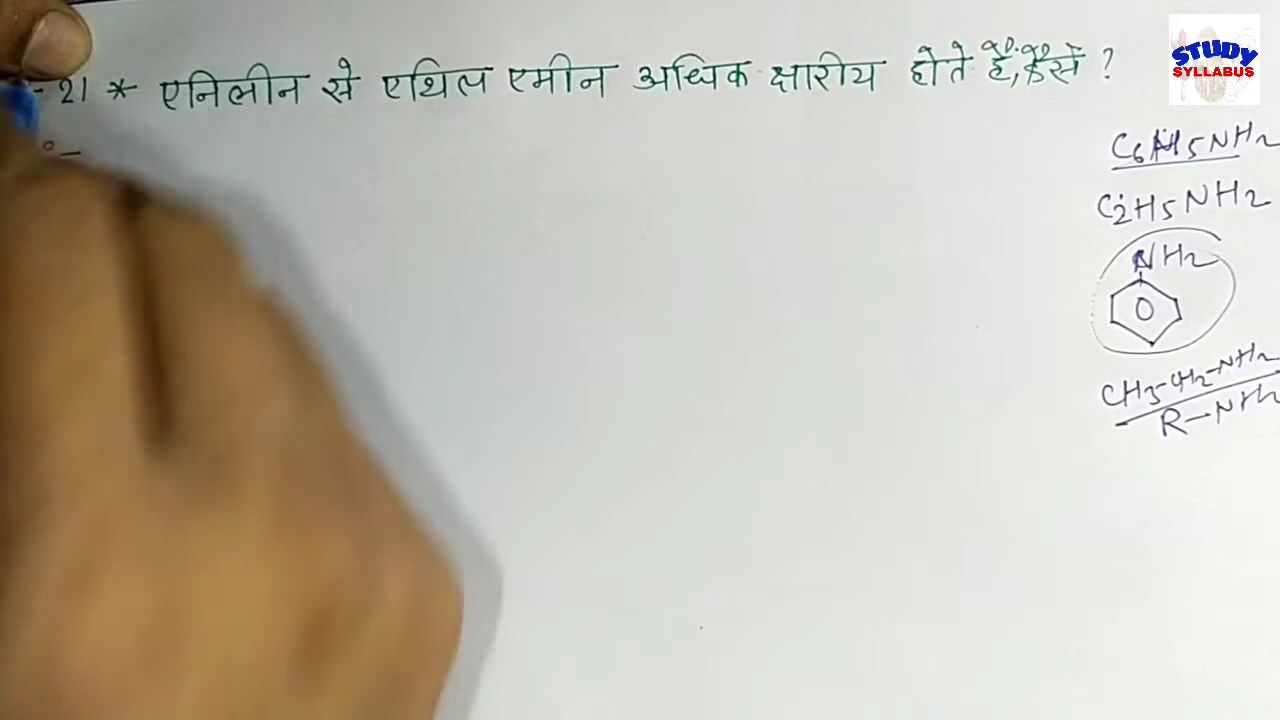 - 21 * एनिलीन से एथिल एमीन अधिक क्षारीय होते है, कैसे ?
STUDY
SYLLABUS
C6H5NH2
C2H5NH2
NH2
CH3-CH2-NH2
R-NH2